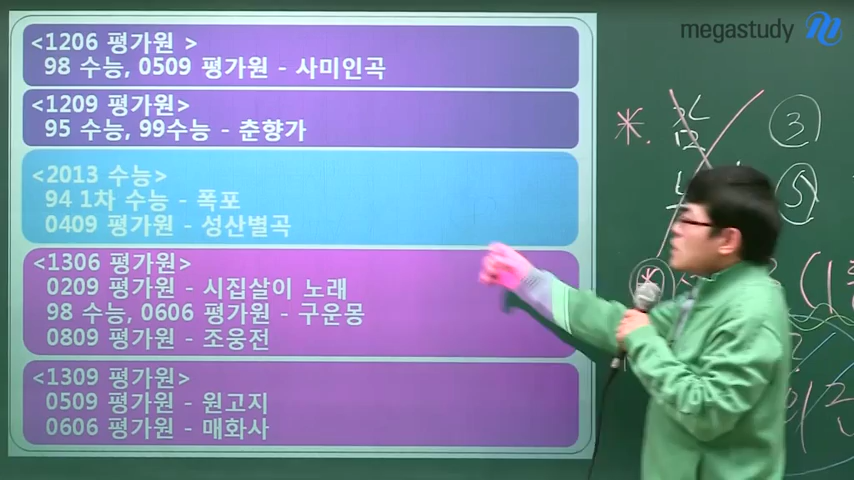 megastudy
<1206 평가원 >
98 수능, 0509 평가원 - 사미인곡
<1209 평가원>
95 수능, 99수능 - 춘향가
<2013 수능>
94 1차 수능 - 폭포
0409 평가원 - 성산별곡
<1306 평가원>
0209 평가원 - 시집살이 노래
98 수능, 0606 평가원 - 구운몽
0809 평가원 - 조웅전
<1309 평가원>
0509 평가원 - 원고지
0606 평가원 - 매화사
3
5